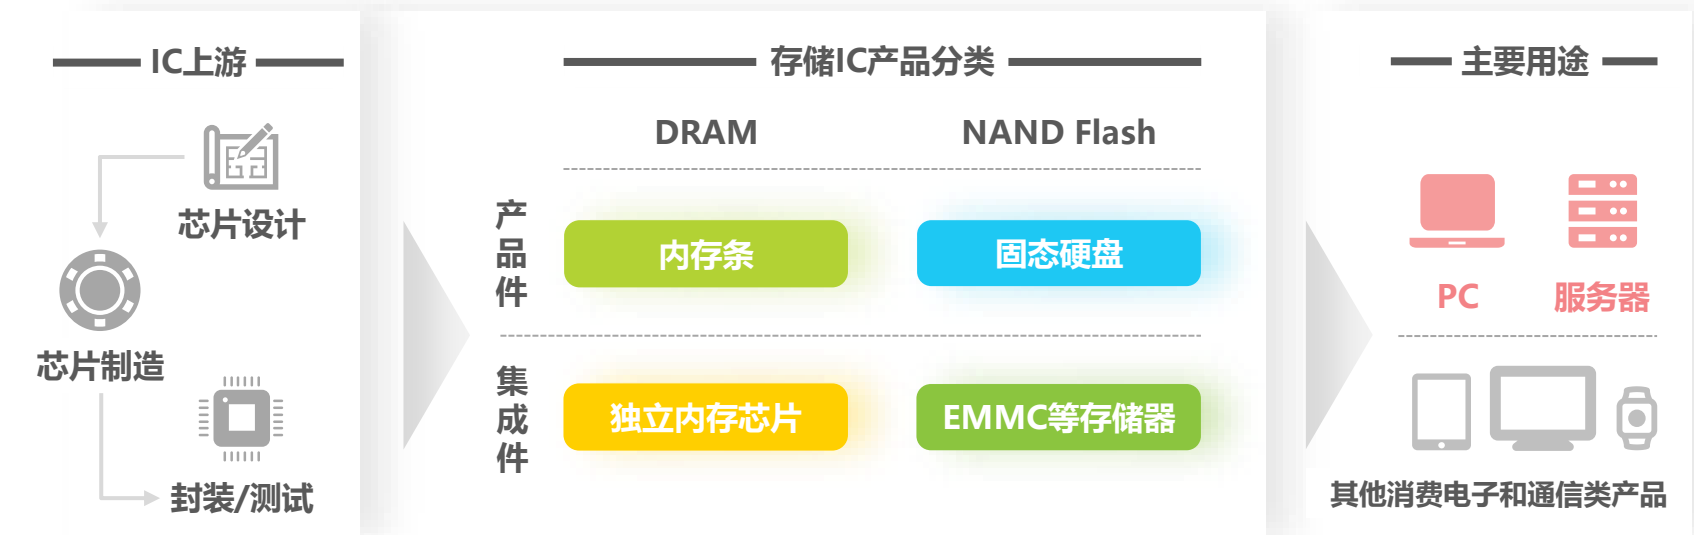 IC上游
芯片设计
芯片制造
封装/测试
存储IC产品分类
DRAM
NAND Flash
产品件
内存条
固态硬盘
集成件
独立内存芯片
EMMC等存储器
主要用途
PC
服务器
其他消费电子和通信类产品